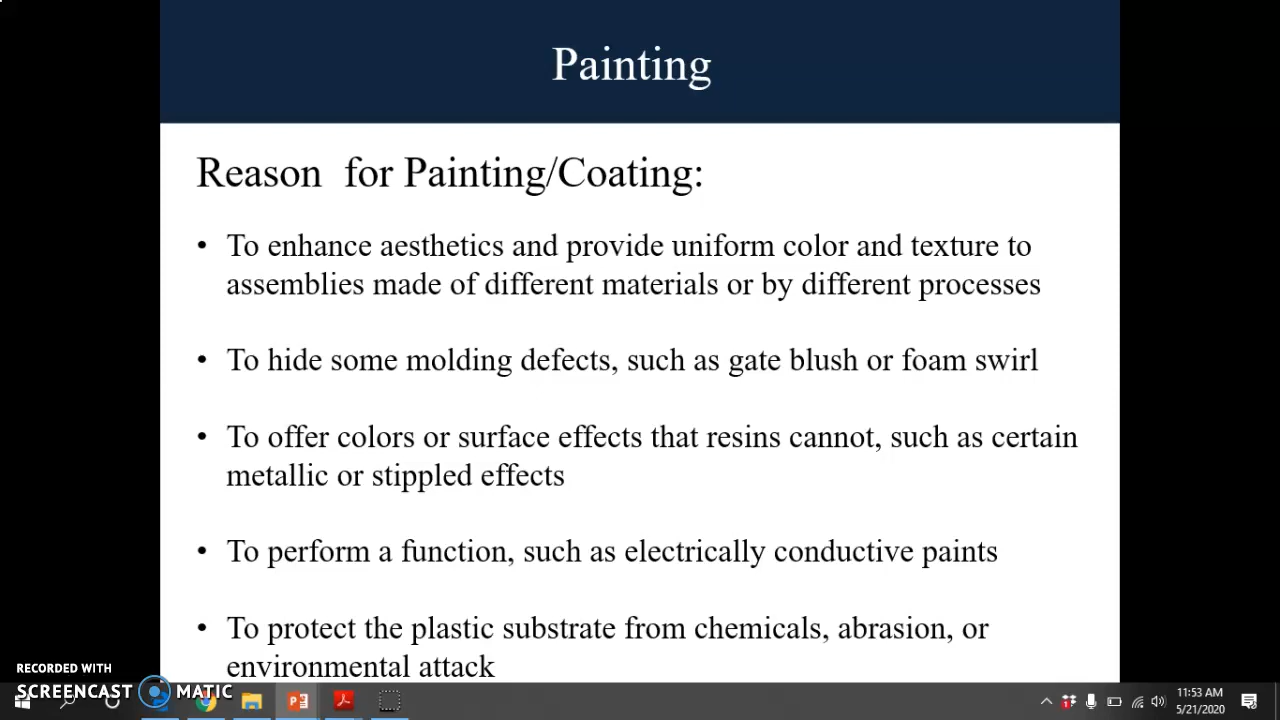 Painting
Reason for Painting/Coating:
• To enhance aesthetics and provide uniform color and texture to
assemblies made of different materials or by different processes
• To hide some molding defects, such as gate blush or foam swirl
• To offer colors or surface effects that resins cannot, such as certain
metallic or stippled effects
• To perform a function, such as electrically conductive paints
• To protect the plastic substrate from chemicals, abrasion, or
environmental attack
RECORDED WITH
SCREENCAST MATIC
11:53 AM
5/21/2020